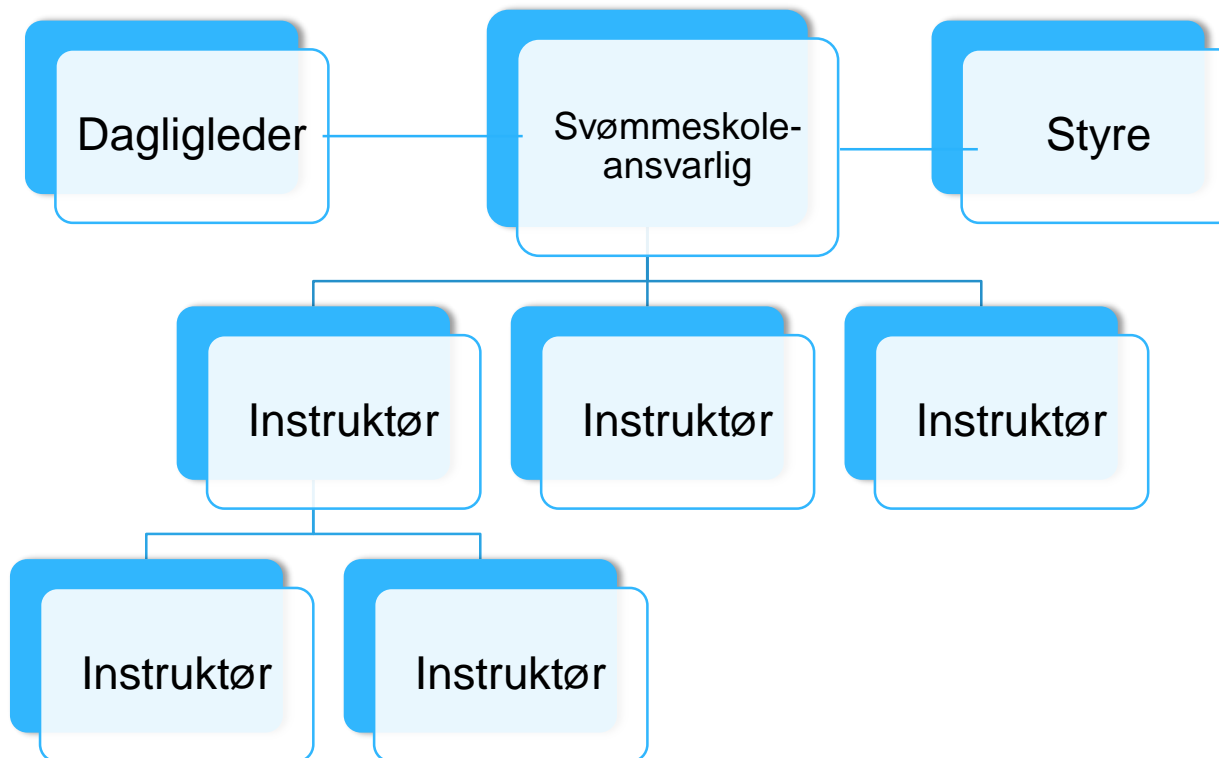 Dagligleder
Svømmeskole-
ansvarlig
Styre
Instruktør
Instruktør
Instruktør
Instruktør
Instruktør